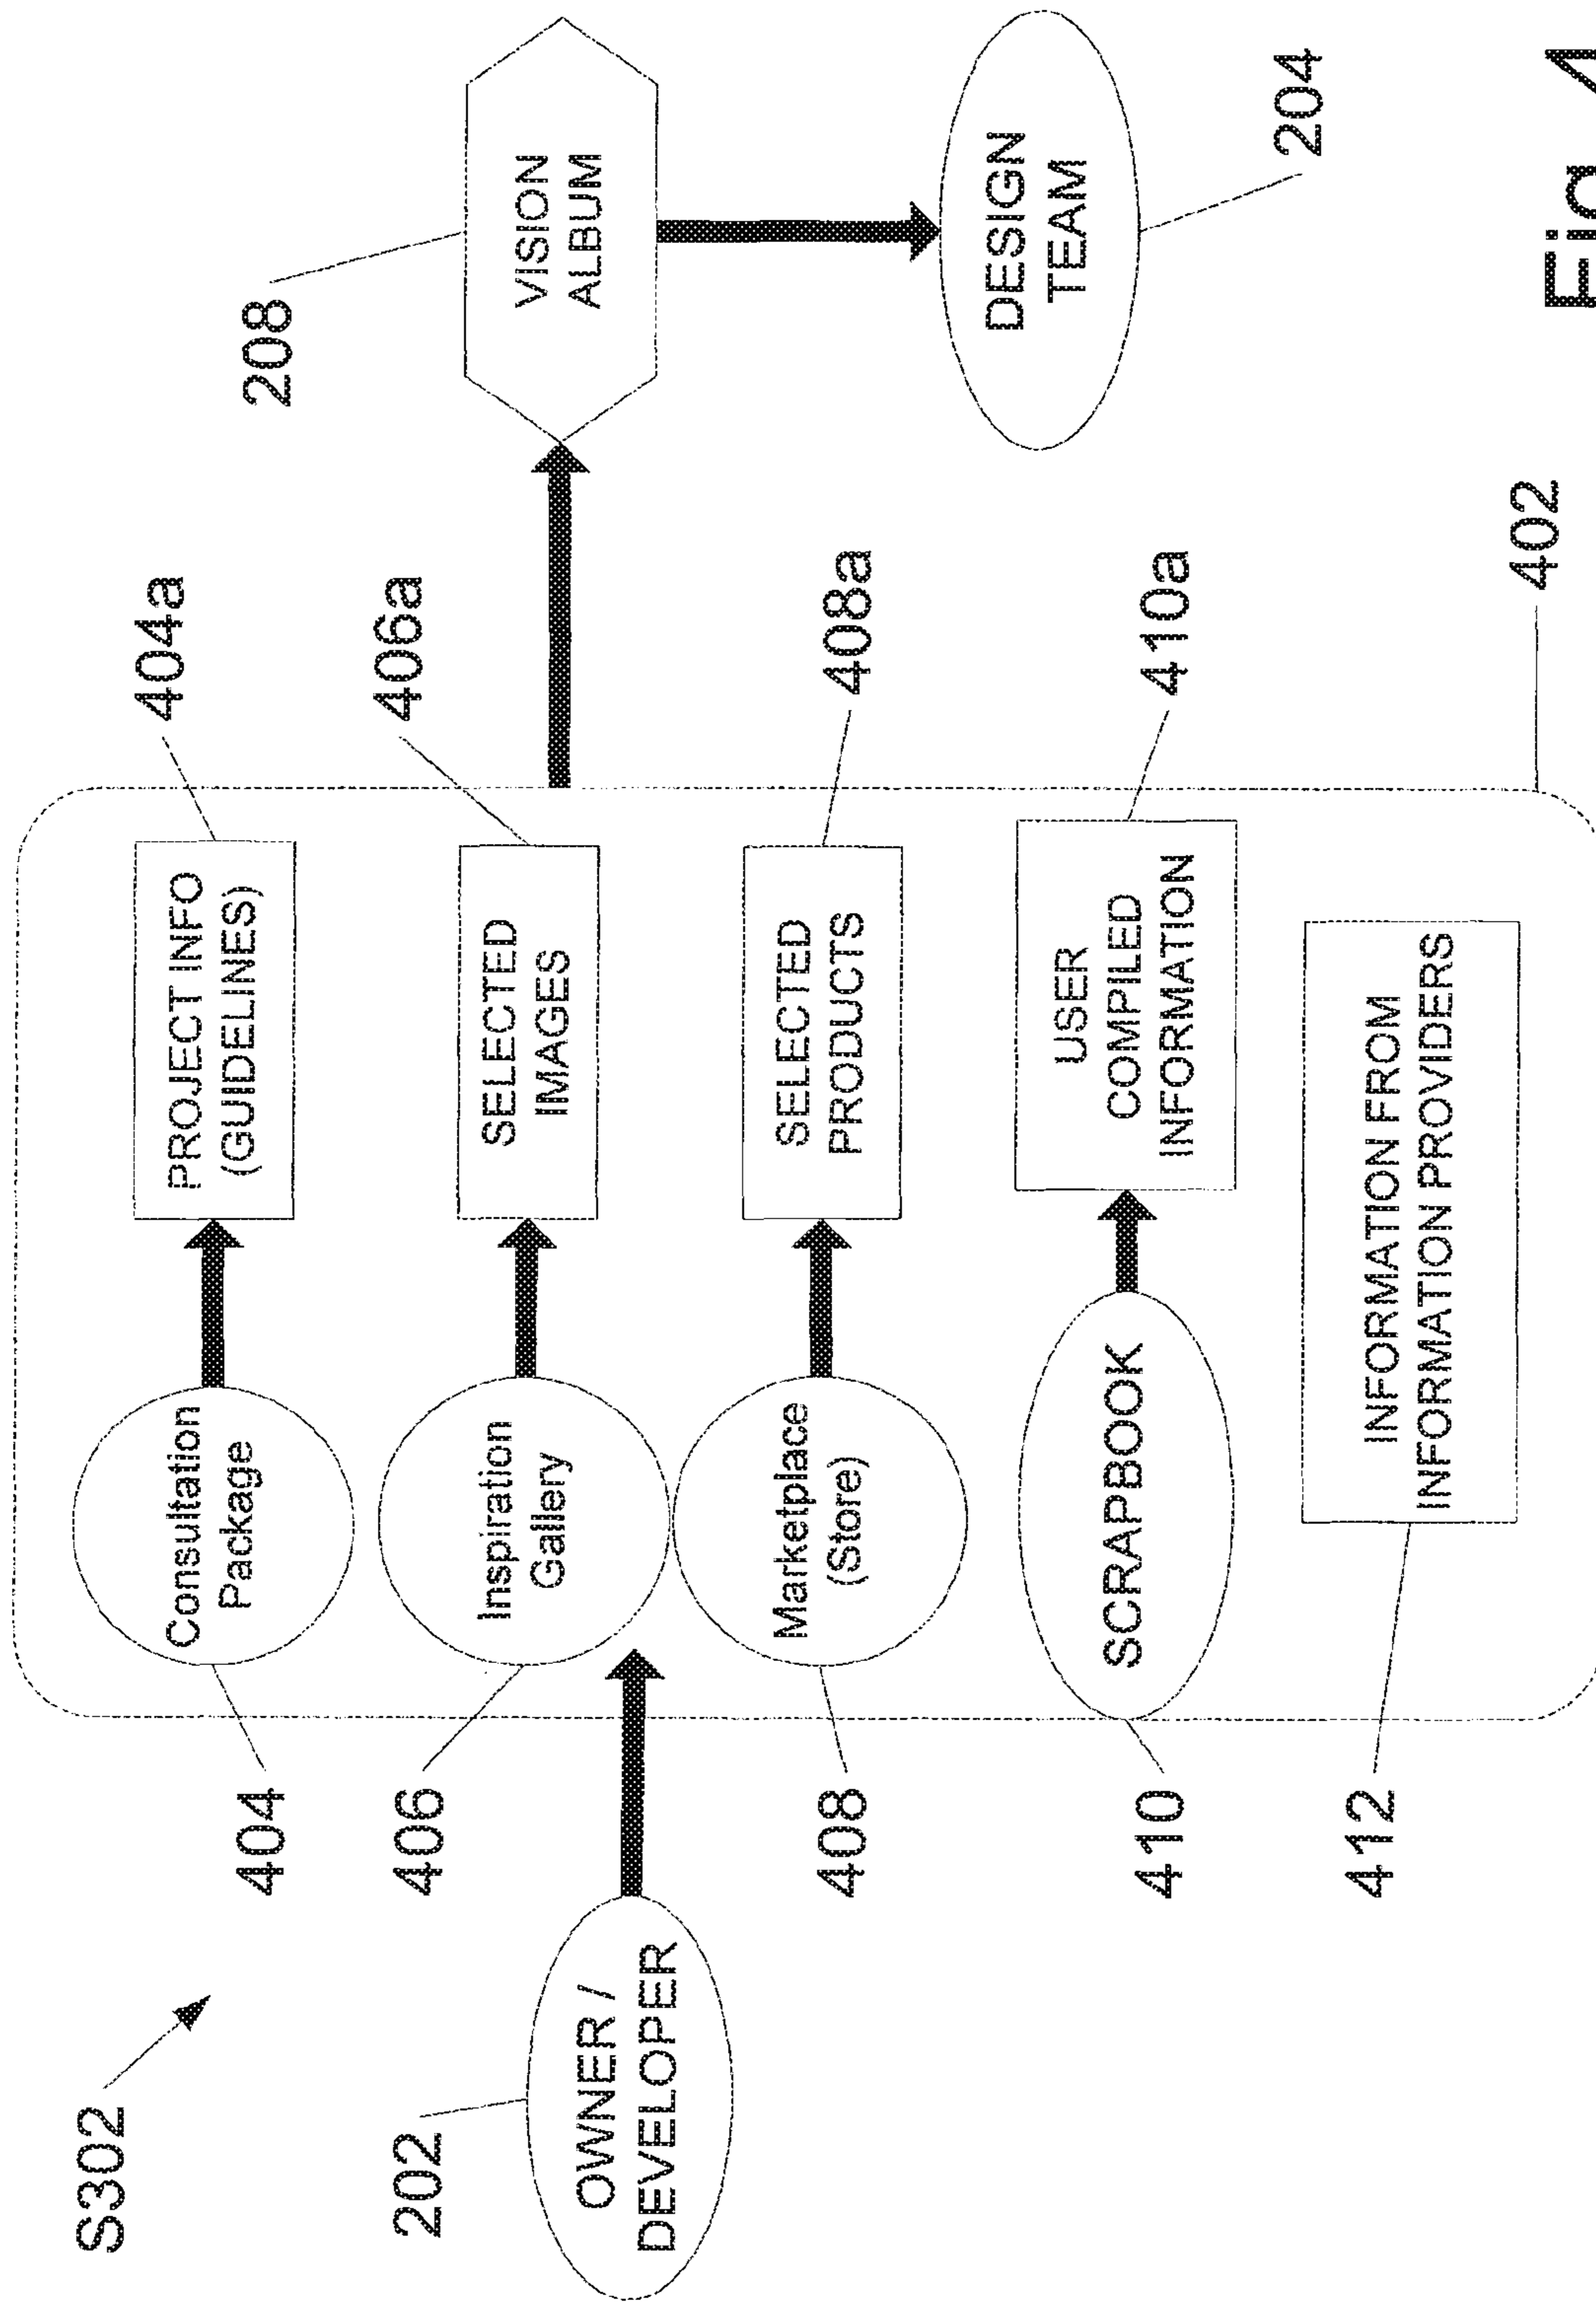 S302
202
OWNER /
DEVELOPER
404
406
408
410
412
Consultation
Package
Inspiration
Gallery
Marketplace
(Store)
SCRAPBOOK
PROJECT INFO
(GUIDELINES)
SELECTED
IMAGES
SELECTED
PRODUCTS
USER
COMPILED
INFORMATION
INFORMATION FROM
INFORMATION PROVIDERS
404a
406a
408a
410a
402
208
VISION
ALBUM
DESIGN
TEAM
204
Fig. 4